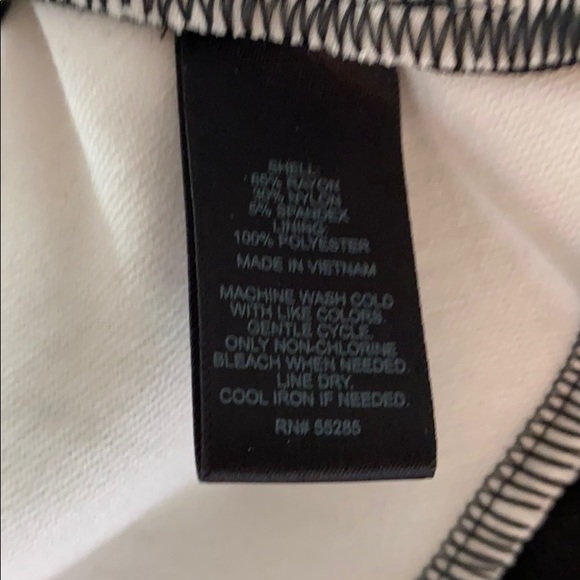 SHELL:
65% RAYON
30% NYLON
5% SPANDEX
LINING:
100% POLYESTER
MADE IN VIETNAM
MACHINE WASH COLD
WITH LIKE COLORS.
GENTLE CYCLE.
ONLY NON-CHLORINE
BLEACH WHEN NEEDED.
LINE DRY.
COOL IRON IF NEEDED.
RN# 55285